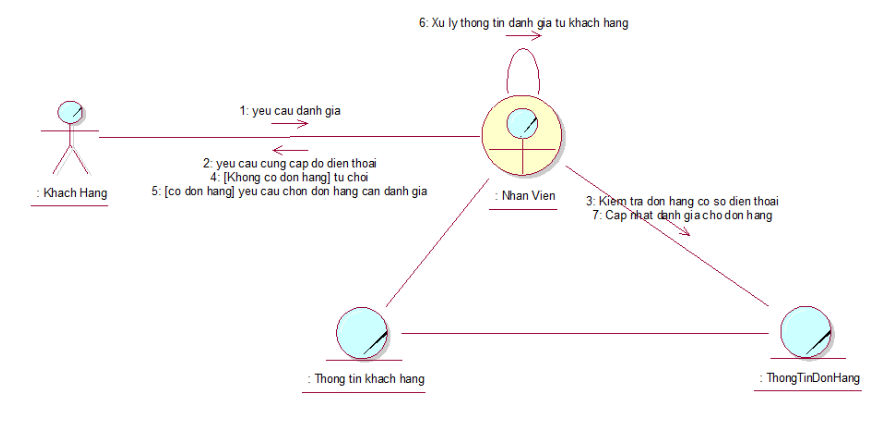 6: Xu ly thong tin danh gia tu khach hang
1: yeu cau danh gia
2: yeu cau cung cap do dien thoai
4: [Khong co don hang] tu choi
5: [co don hang] yeu cau chon don hang can danh gia
: Khach Hang
: Nhan Vien
3: Kiem tra don hang co so dien thoai
7: Cap nhat danh gia cho don hang
: Thong tin khach hang
: ThongTinDonHang